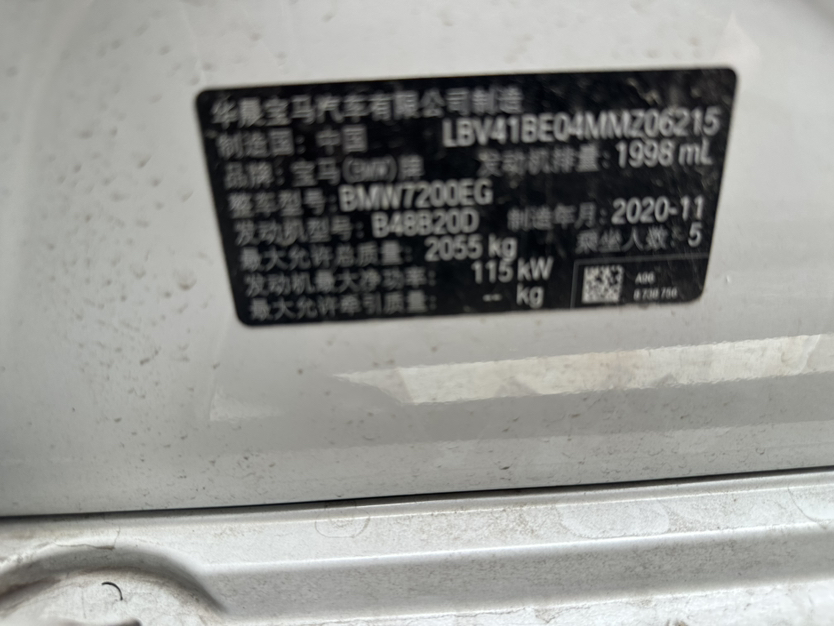 华晨宝马汽车有限公司制造
制造国：中国 LBV41BE04MMZ06215
品牌：宝马(BMW)牌 发动机排量：1998 mL
整车型号：BMW7200EG
发动机型号：B48B20D 制造年月：2020-11
最大允许总质量：2055 kg 乘坐人数：5
发动机最大净功率：115 kW
最大允许牵引质量：-- kg
A96
8 738 756